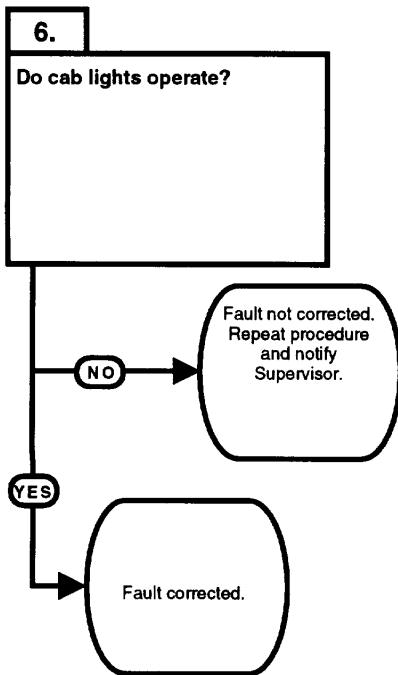 6.
Do cab lights operate?
Fault not corrected.
Repeat procedure
and notify
Supervisor.
NO
YES
Fault corrected.